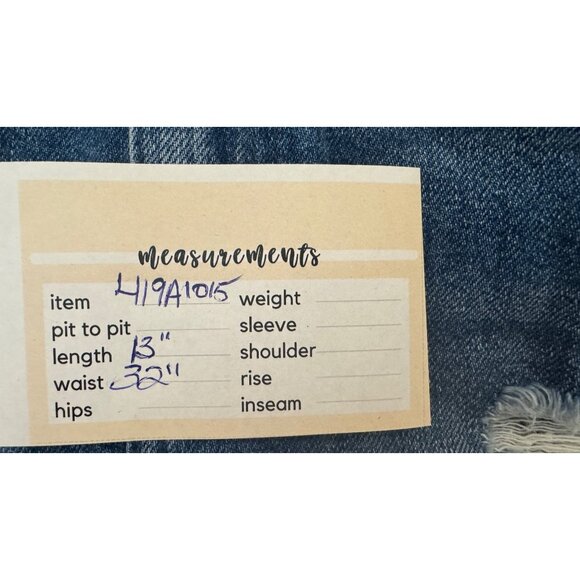 measurements
item 419A1015 weight
pit to pit sleeve
length 13" shoulder
waist 32" rise
hips inseam